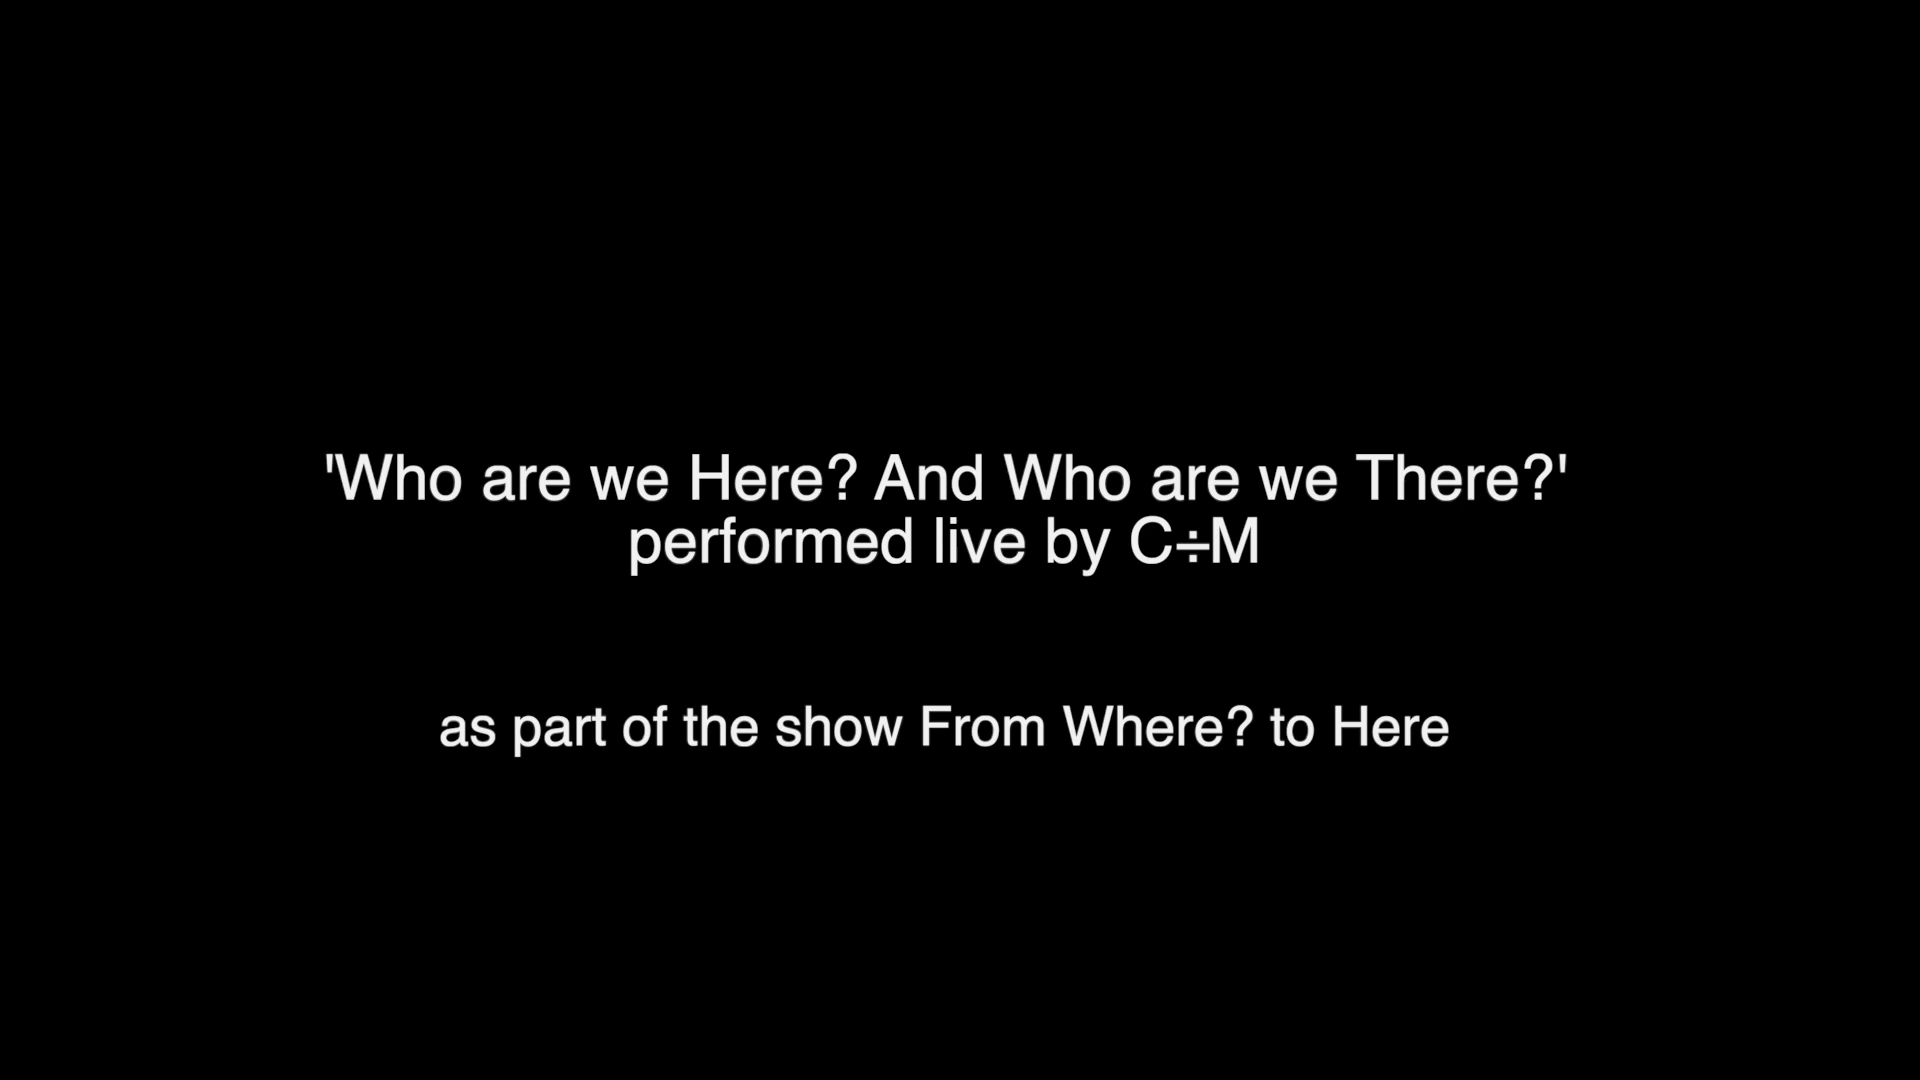 'Who are we Here? And Who are we There?'
performed live by C÷M
as part of the show From Where? to Here